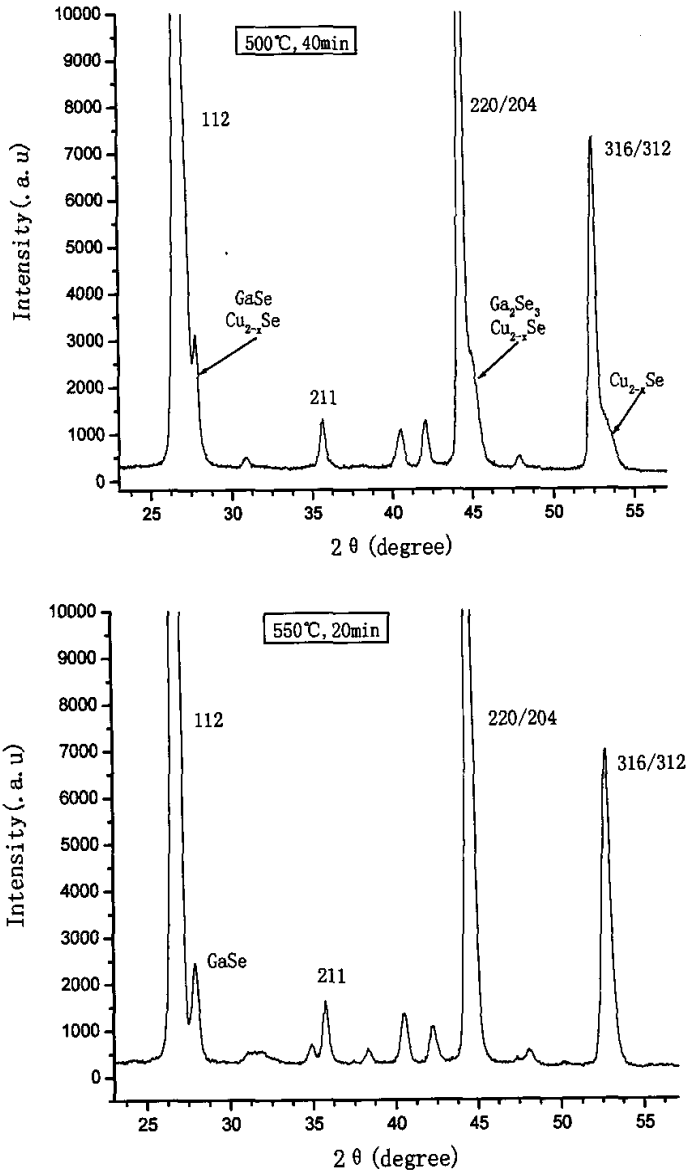 10000
9000
8000
7000
6000
5000
4000
3000
2000
1000
0
Intensity(.a.u)
500℃,40min
112
220/204
316/312
GaSe
Cu₂₋ₓSe
Ga₂Se₃
Cu₂₋ₓSe
Cu₂₋ₓSe
211
25 30 35 40 45 50 55
2θ(degree)
10000
9000
8000
7000
6000
5000
4000
3000
2000
1000
0
Intensity(.a.u)
550℃,20min
112
220/204
316/312
GaSe
211
25 30 35 40 45 50 55
2θ(degree)